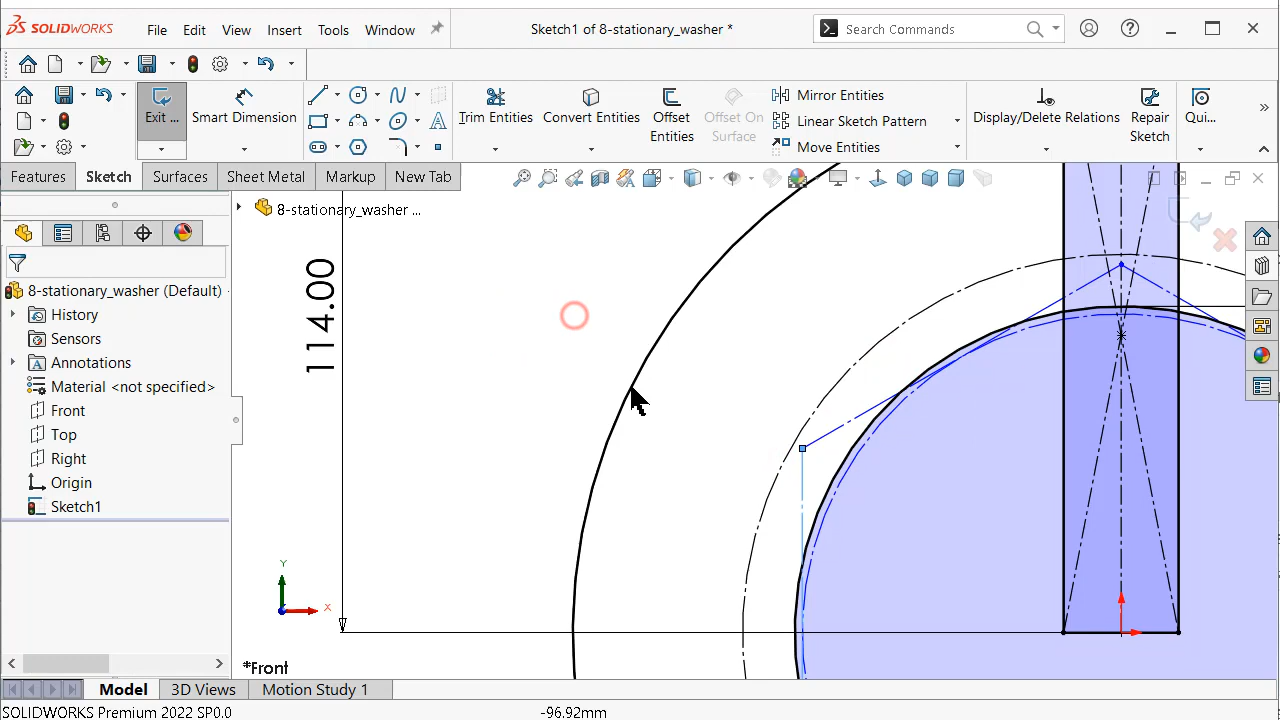 SOLIDWORKS File Edit View Insert Tools Window Sketch1 of 8-stationary_washer * Search Commands
Exit ... Smart Dimension Trim Entities Convert Entities Offset Entities Offset On Surface Mirror Entities Linear Sketch Pattern Move Entities Display/Delete Relations Repair Sketch Qui...
Features Sketch Surfaces Sheet Metal Markup New Tab
8-stationary_washer ...
8-stationary_washer (Default)
History
Sensors
Annotations
Material <not specified>
Front
Top
Right
Origin
Sketch1
114.00
Y
X
*Front
Model 3D Views Motion Study 1
SOLIDWORKS Premium 2022 SP0.0 -96.92mm